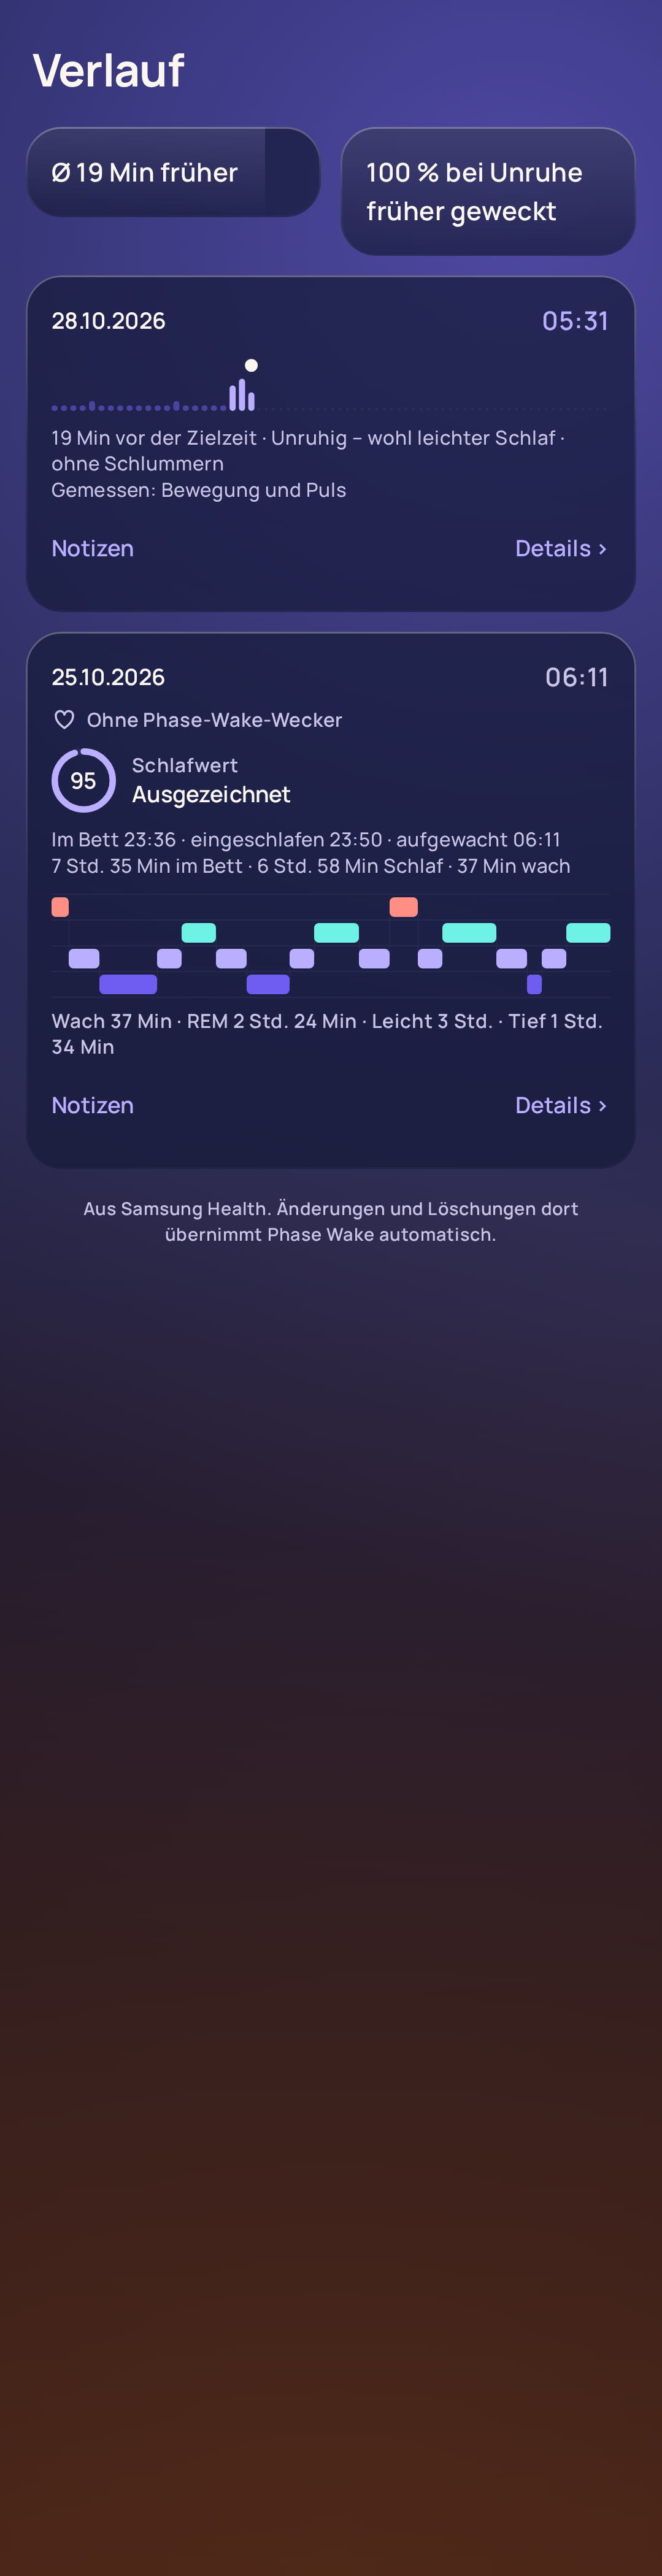 Verlauf
Ø 19 Min früher
100 % bei Unruhe
früher geweckt
28.10.2026
05:31
19 Min vor der Zielzeit · Unruhig – wohl leichter Schlaf ·
ohne Schlummern
Gemessen: Bewegung und Puls
Notizen
Details ›
25.10.2026
06:11
Ohne Phase-Wake-Wecker
95
Schlafwert
Ausgezeichnet
Im Bett 23:36 · eingeschlafen 23:50 · aufgewacht 06:11
7 Std. 35 Min im Bett · 6 Std. 58 Min Schlaf · 37 Min wach
Wach 37 Min · REM 2 Std. 24 Min · Leicht 3 Std. · Tief 1 Std.
34 Min
Notizen
Details ›
Aus Samsung Health. Änderungen und Löschungen dort
übernimmt Phase Wake automatisch.